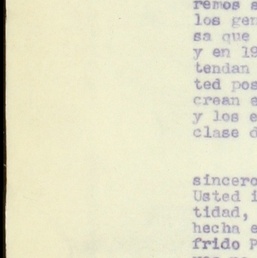 remos s
los gen
sa que
y en 19
tendan
ted pos
crean e
y los e
clase d
sincero
Usted i
tidad,
hecha e
frido P